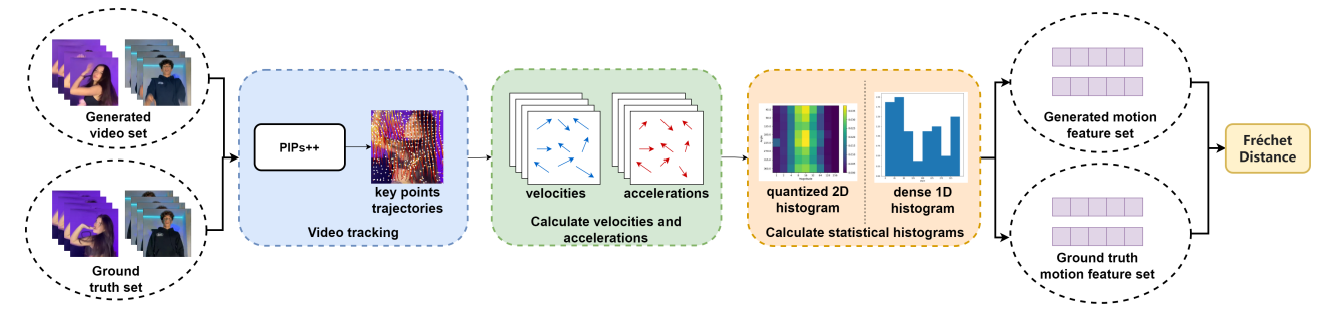 Generated
video set
Ground
truth set
PIPs++
key points
trajectories
Video tracking
velocities
accelerations
Calculate velocities and
accelerations
quantized 2D
histogram
dense 1D
histogram
Calculate statistical histograms
Generated motion
feature set
Ground truth
motion feature set
Fréchet
Distance